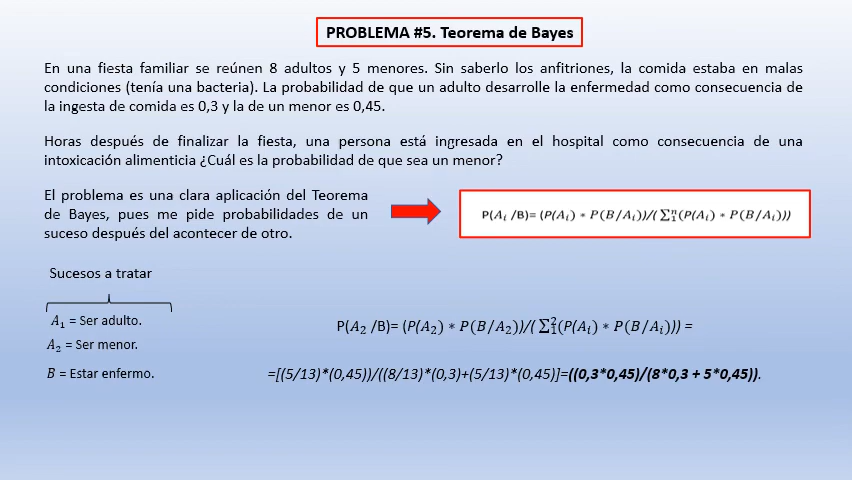 PROBLEMA #5. Teorema de Bayes
En una fiesta familiar se reúnen 8 adultos y 5 menores. Sin saberlo los anfitriones, la comida estaba en malas
condiciones (tenía una bacteria). La probabilidad de que un adulto desarrolle la enfermedad como consecuencia de
la ingesta de comida es 0,3 y la de un menor es 0,45.
Horas después de finalizar la fiesta, una persona está ingresada en el hospital como consecuencia de una
intoxicación alimenticia ¿Cuál es la probabilidad de que sea un menor?
El problema es una clara aplicación del Teorema
de Bayes, pues me pide probabilidades de un
suceso después del acontecer de otro.
P(A_i /B)= (P(A_i) ∗ P(B/A_i))/( ∑_1^n(P(A_i) ∗ P(B/A_i)))
Sucesos a tratar
A_1 = Ser adulto.
A_2 = Ser menor.
B = Estar enfermo.
P(A_2 /B)= (P(A_2) ∗ P(B/A_2))/( ∑_1^2(P(A_i) ∗ P(B/A_i))) =
=[(5/13)*(0,45))/((8/13)*(0,3)+(5/13)*(0,45)]=((0,3*0,45)/(8*0,3 + 5*0,45)).